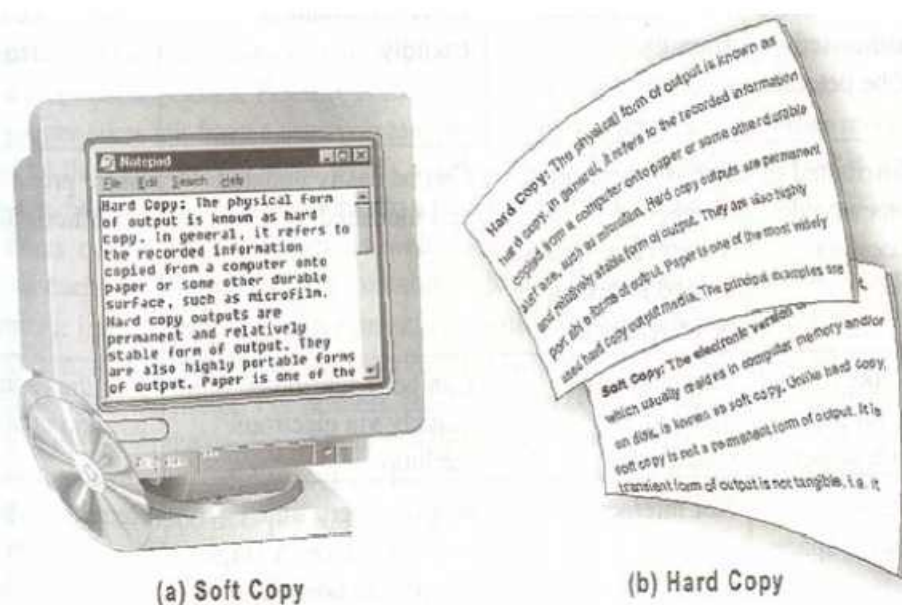 Notepad
File Edit Search Help
Hard Copy: The physical form
of output is known as hard
copy. In general, it refers to
the recorded information
copied from a computer onto
paper or some other durable
surface, such as microfilm.
Hard copy outputs are
permanent and relatively
stable form of output. They
are also highly portable forms
of output. Paper is one of the
(a) Soft Copy
Hard Copy: The physical form of output is known as
hard copy. In general, it refers to the recorded information
copied from a computer onto paper or some other durable
surface, such as microfilm. Hard copy outputs are permanent
and relatively stable form of output. They are also highly
portable forms of output. Paper is one of the most widely
used hard copy output media. The principal examples are
Soft Copy: The electronic version
which usually resides in computer memory and/or
on disk, is known as soft copy. Unlike hard copy,
soft copy is not a permanent form of output. It is
transient form of output is not tangible, i.e. it
(b) Hard Copy